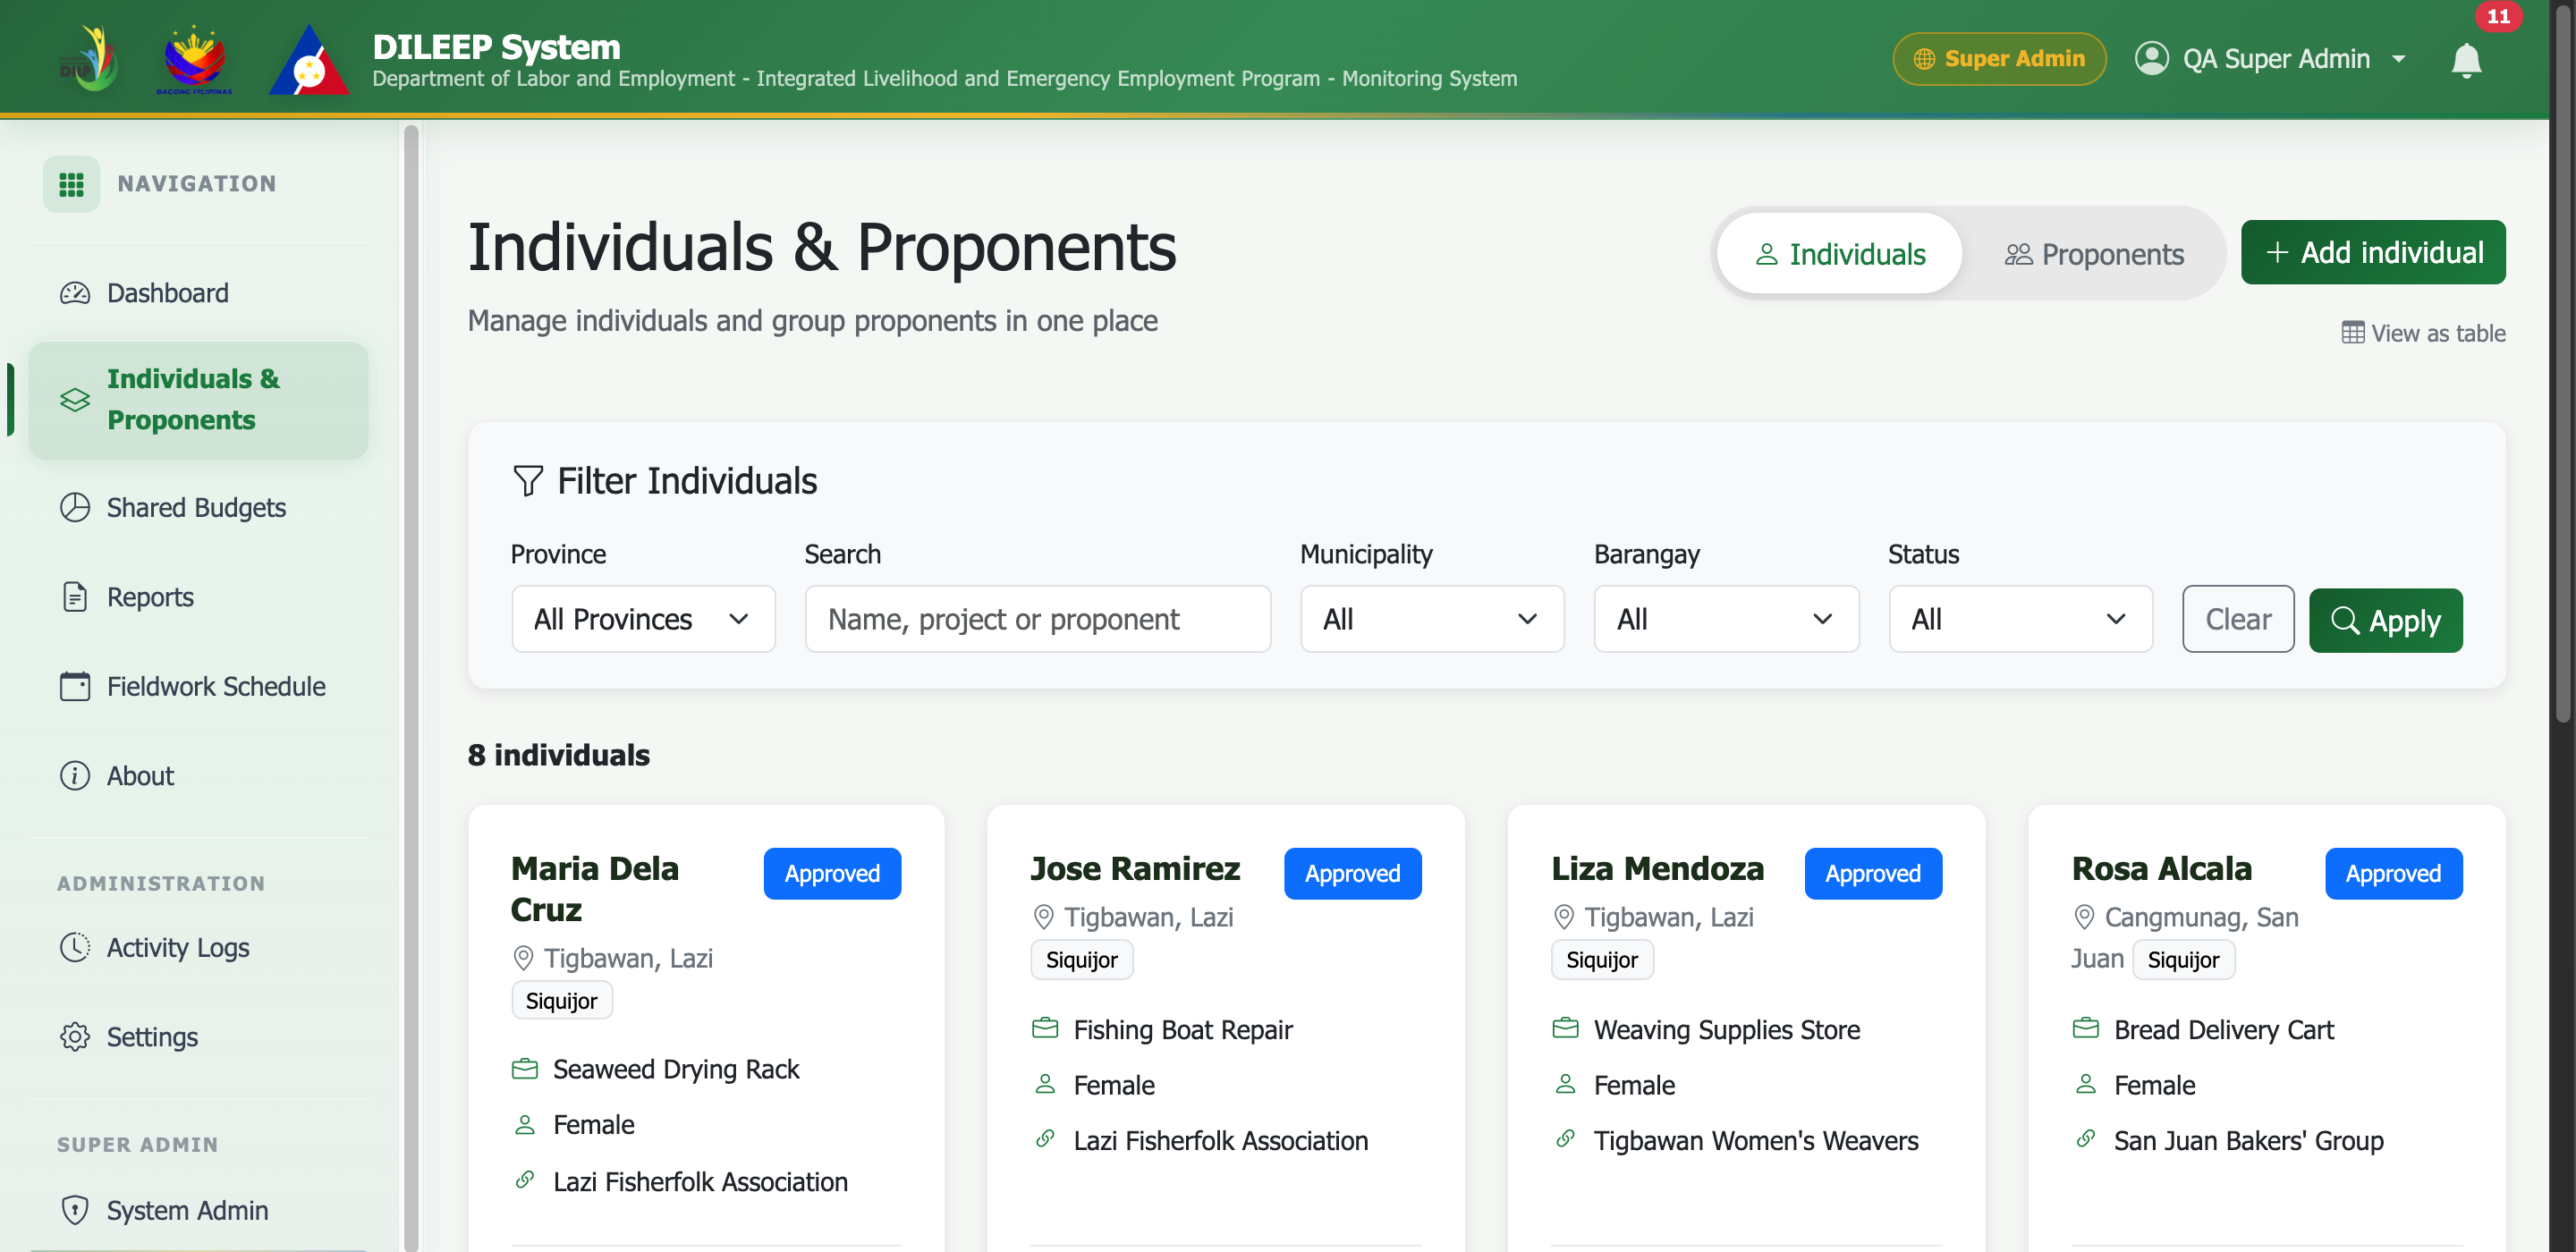 DILP
BAGONG PILIPINAS
DILEEP System
Department of Labor and Employment - Integrated Livelihood and Emergency Employment Program - Monitoring System
Super Admin
QA Super Admin
11
NAVIGATION
Dashboard
Individuals &
Proponents
Shared Budgets
Reports
Fieldwork Schedule
About
ADMINISTRATION
Activity Logs
Settings
SUPER ADMIN
System Admin
Individuals & Proponents
Manage individuals and group proponents in one place
Individuals
Proponents
Add individual
View as table
Filter Individuals
Province
Search
Municipality
Barangay
Status
All Provinces
Name, project or proponent
All
All
All
Clear
Apply
8 individuals
Maria Dela
Cruz
Approved
Tigbawan, Lazi
Siquijor
Seaweed Drying Rack
Female
Lazi Fisherfolk Association
Jose Ramirez
Approved
Tigbawan, Lazi
Siquijor
Fishing Boat Repair
Female
Lazi Fisherfolk Association
Liza Mendoza
Approved
Tigbawan, Lazi
Siquijor
Weaving Supplies Store
Female
Tigbawan Women's Weavers
Rosa Alcala
Approved
Cangmunag, San
Juan Siquijor
Bread Delivery Cart
Female
San Juan Bakers' Group